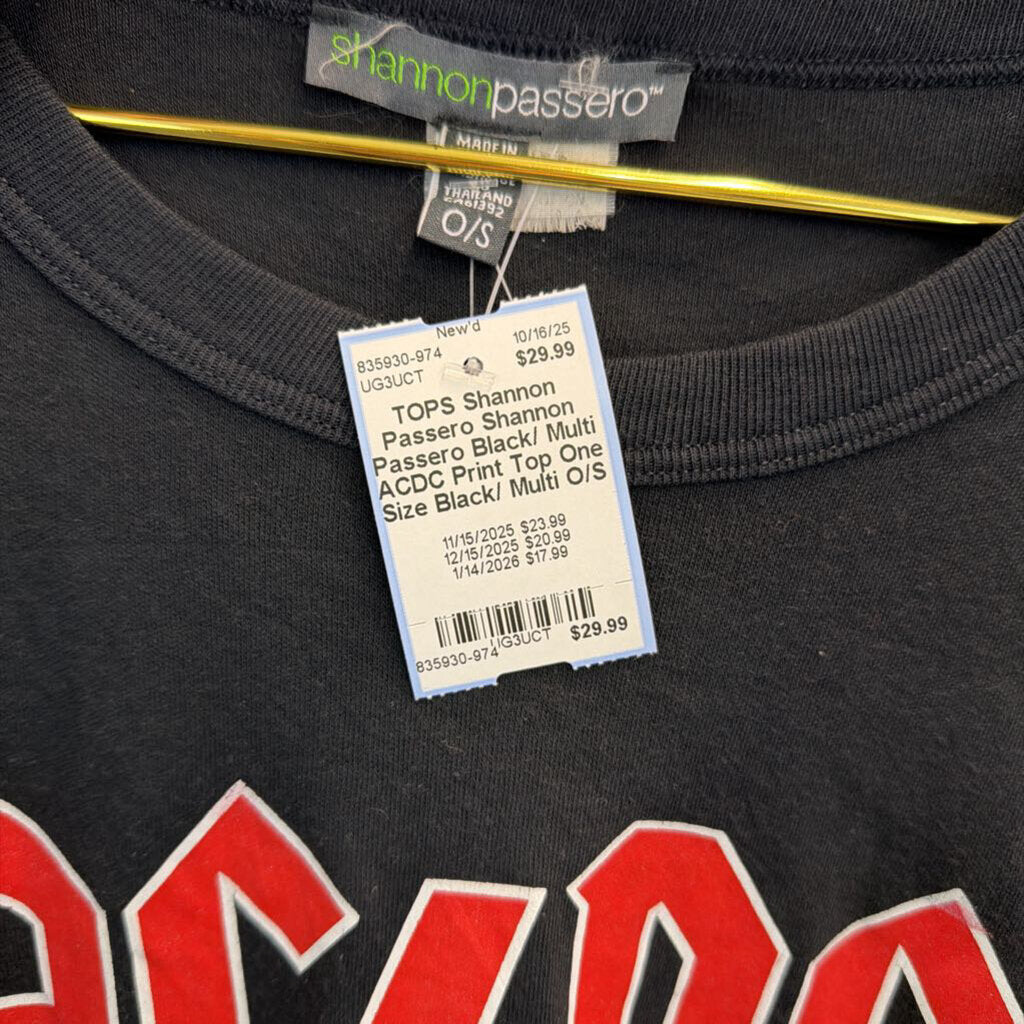 shannonpassero™
MADE IN
THAILAND
O/S
New'd
835930-974 10/16/25
UG3UCT $29.99
TOPS Shannon
Passero Shannon
Passero Black/ Multi
ACDC Print Top One
Size Black/ Multi O/S
11/15/2025 $23.99
12/15/2025 $20.99
1/14/2026 $17.99
UG3UCT $29.99
835930-974